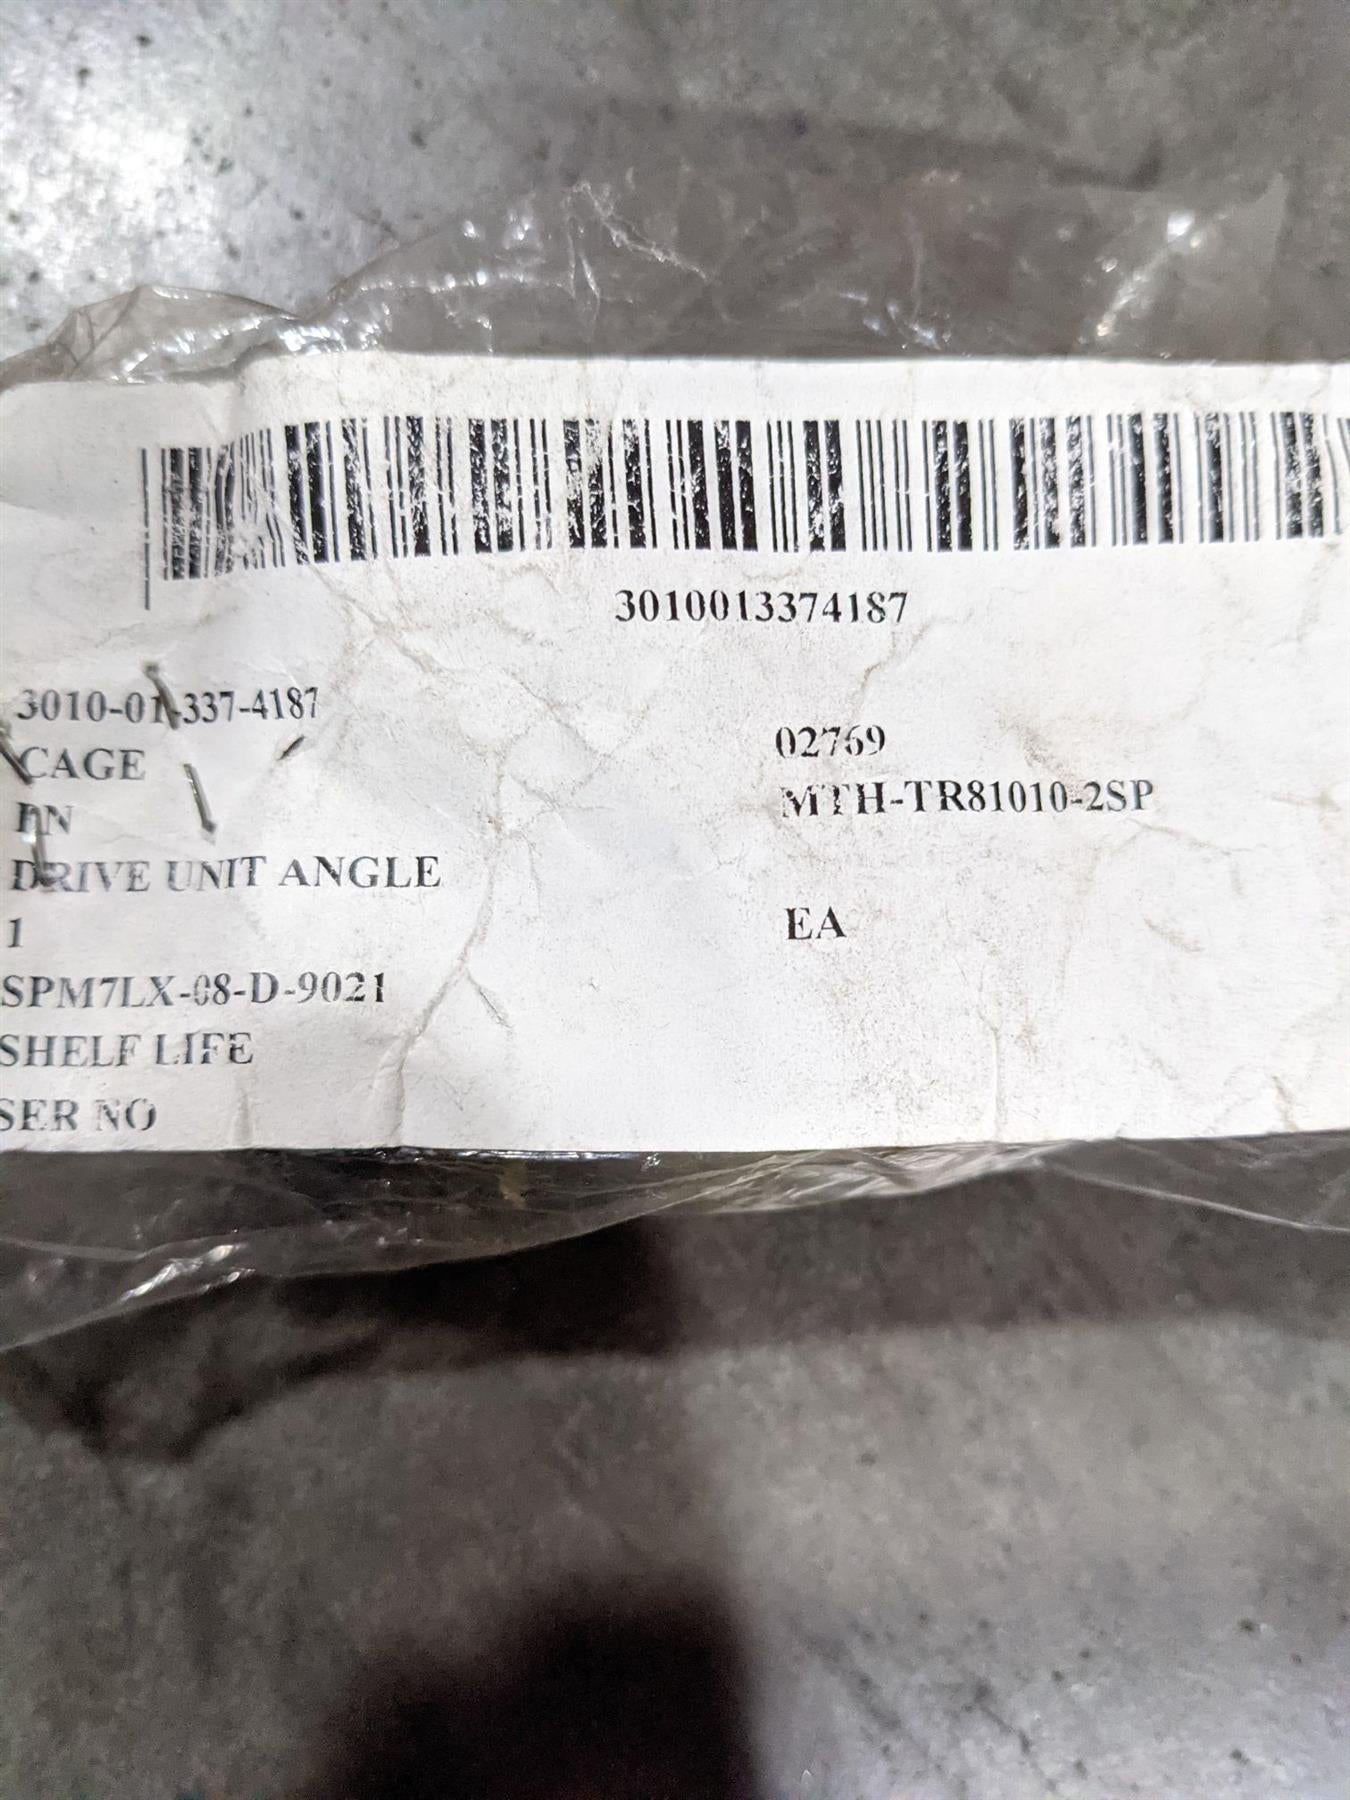 3010013374187
3010-01-337-4187
CAGE 02769
PN MTH-TR81010-2SP
DRIVE UNIT ANGLE
1 EA
SPM7LX-08-D-9021
SHELF LIFE
SER NO